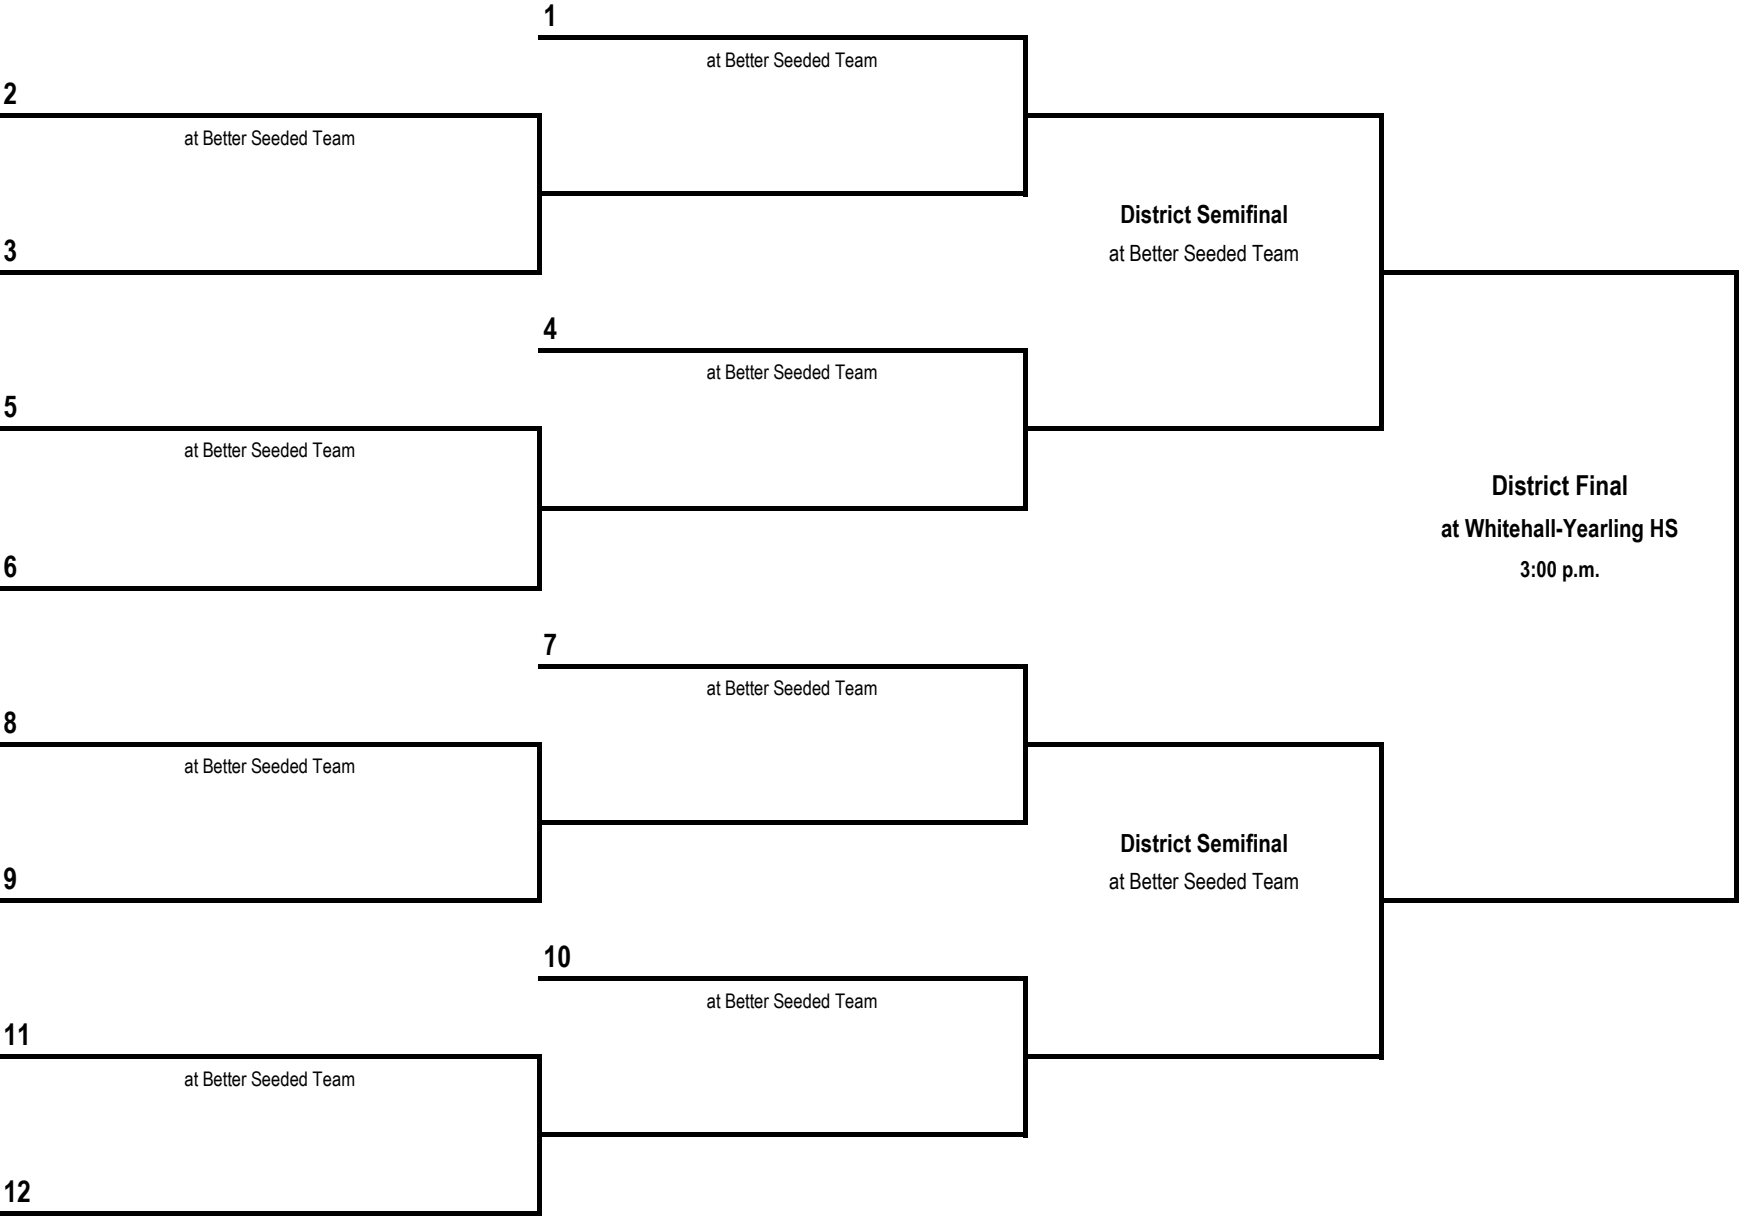 1
at Better Seeded Team
2
at Better Seeded Team
3
District Semifinal
at Better Seeded Team
4
at Better Seeded Team
5
at Better Seeded Team
6
District Final
at Whitehall-Yearling HS
3:00 p.m.
7
at Better Seeded Team
8
at Better Seeded Team
9
District Semifinal
at Better Seeded Team
10
at Better Seeded Team
11
at Better Seeded Team
12